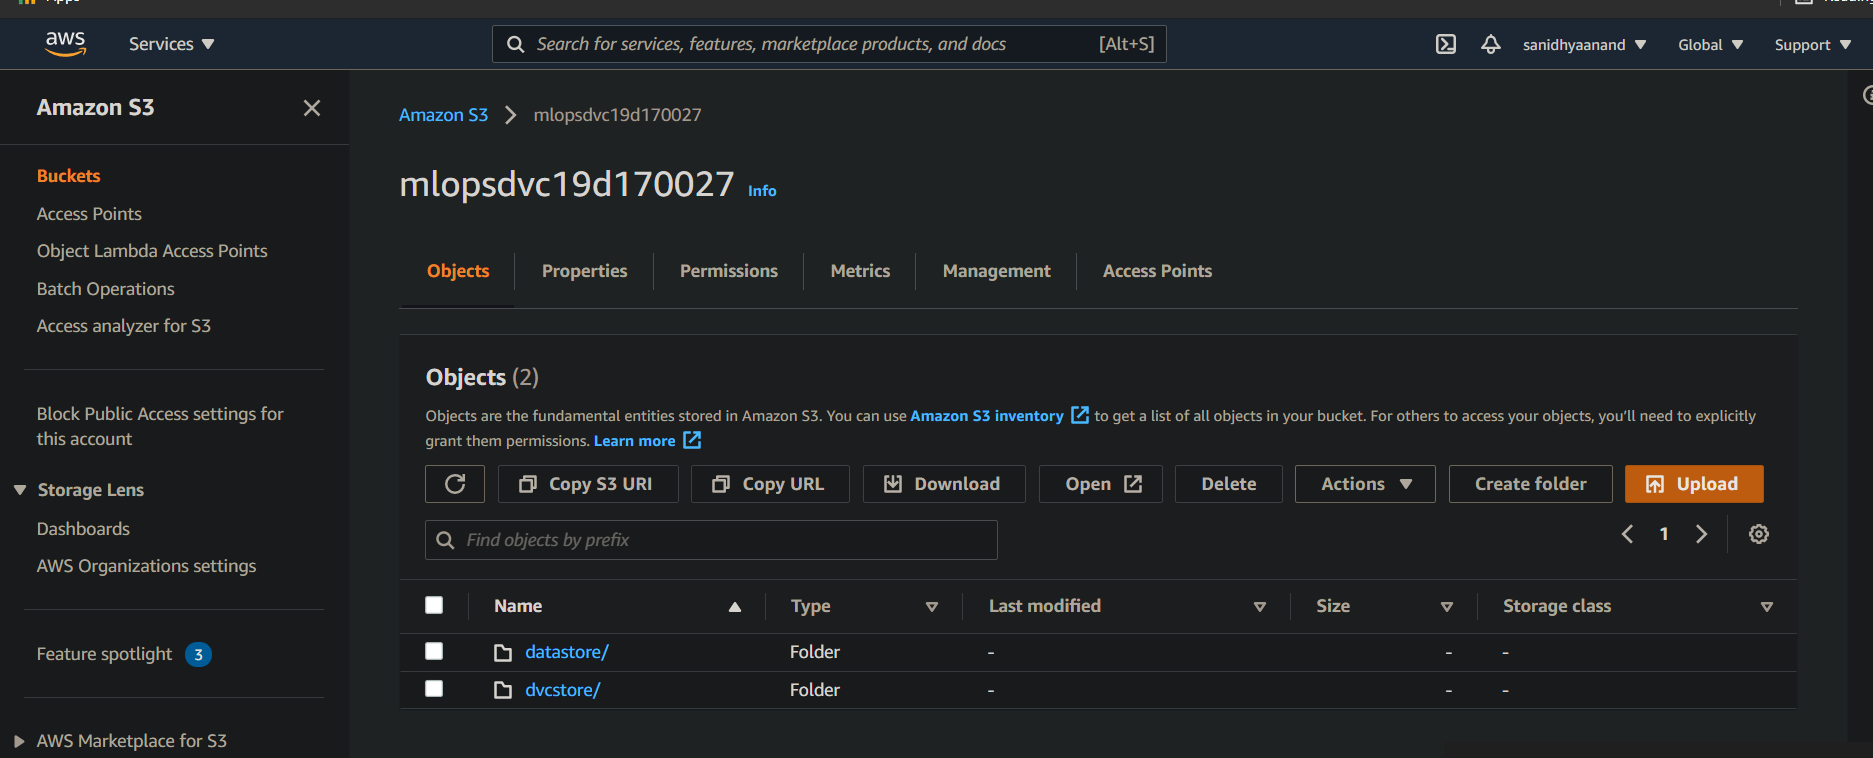 Apps
aws Services Search for services, features, marketplace products, and docs [Alt+S] sanidhyaanand Global Support
Amazon S3
Buckets
Access Points
Object Lambda Access Points
Batch Operations
Access analyzer for S3
Block Public Access settings for
this account
Storage Lens
Dashboards
AWS Organizations settings
Feature spotlight 3
AWS Marketplace for S3
Amazon S3 mlopsdvc19d170027
mlopsdvc19d170027 Info
Objects Properties Permissions Metrics Management Access Points
Objects (2)
Objects are the fundamental entities stored in Amazon S3. You can use Amazon S3 inventory to get a list of all objects in your bucket. For others to access your objects, you'll need to explicitly
grant them permissions. Learn more
Copy S3 URI Copy URL Download Open Delete Actions Create folder Upload
Find objects by prefix 1
Name Type Last modified Size Storage class
datastore/ Folder - - -
dvcstore/ Folder - - -